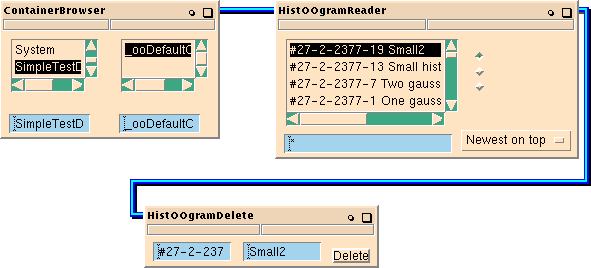 ContainerBrowser
System
SimpleTestD
_ooDefaultC
SimpleTestD
_ooDefaultC
HistOOgramReader
#27-2-2377-19 Small2
#27-2-2377-13 Small hist
#27-2-2377-7 Two gauss
#27-2-2377-1 One gauss
*
Newest on top
HistOOgramDelete
#27-2-237
Small2
Delete